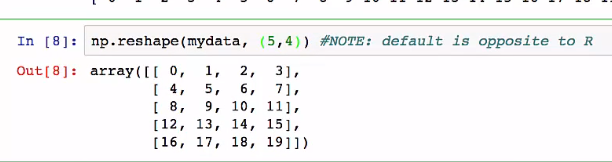 In [8]: np.reshape(mydata, (5,4)) #NOTE: default is opposite to R
Out[8]: array([[ 0, 1, 2, 3],
[ 4, 5, 6, 7],
[ 8, 9, 10, 11],
[12, 13, 14, 15],
[16, 17, 18, 19]])